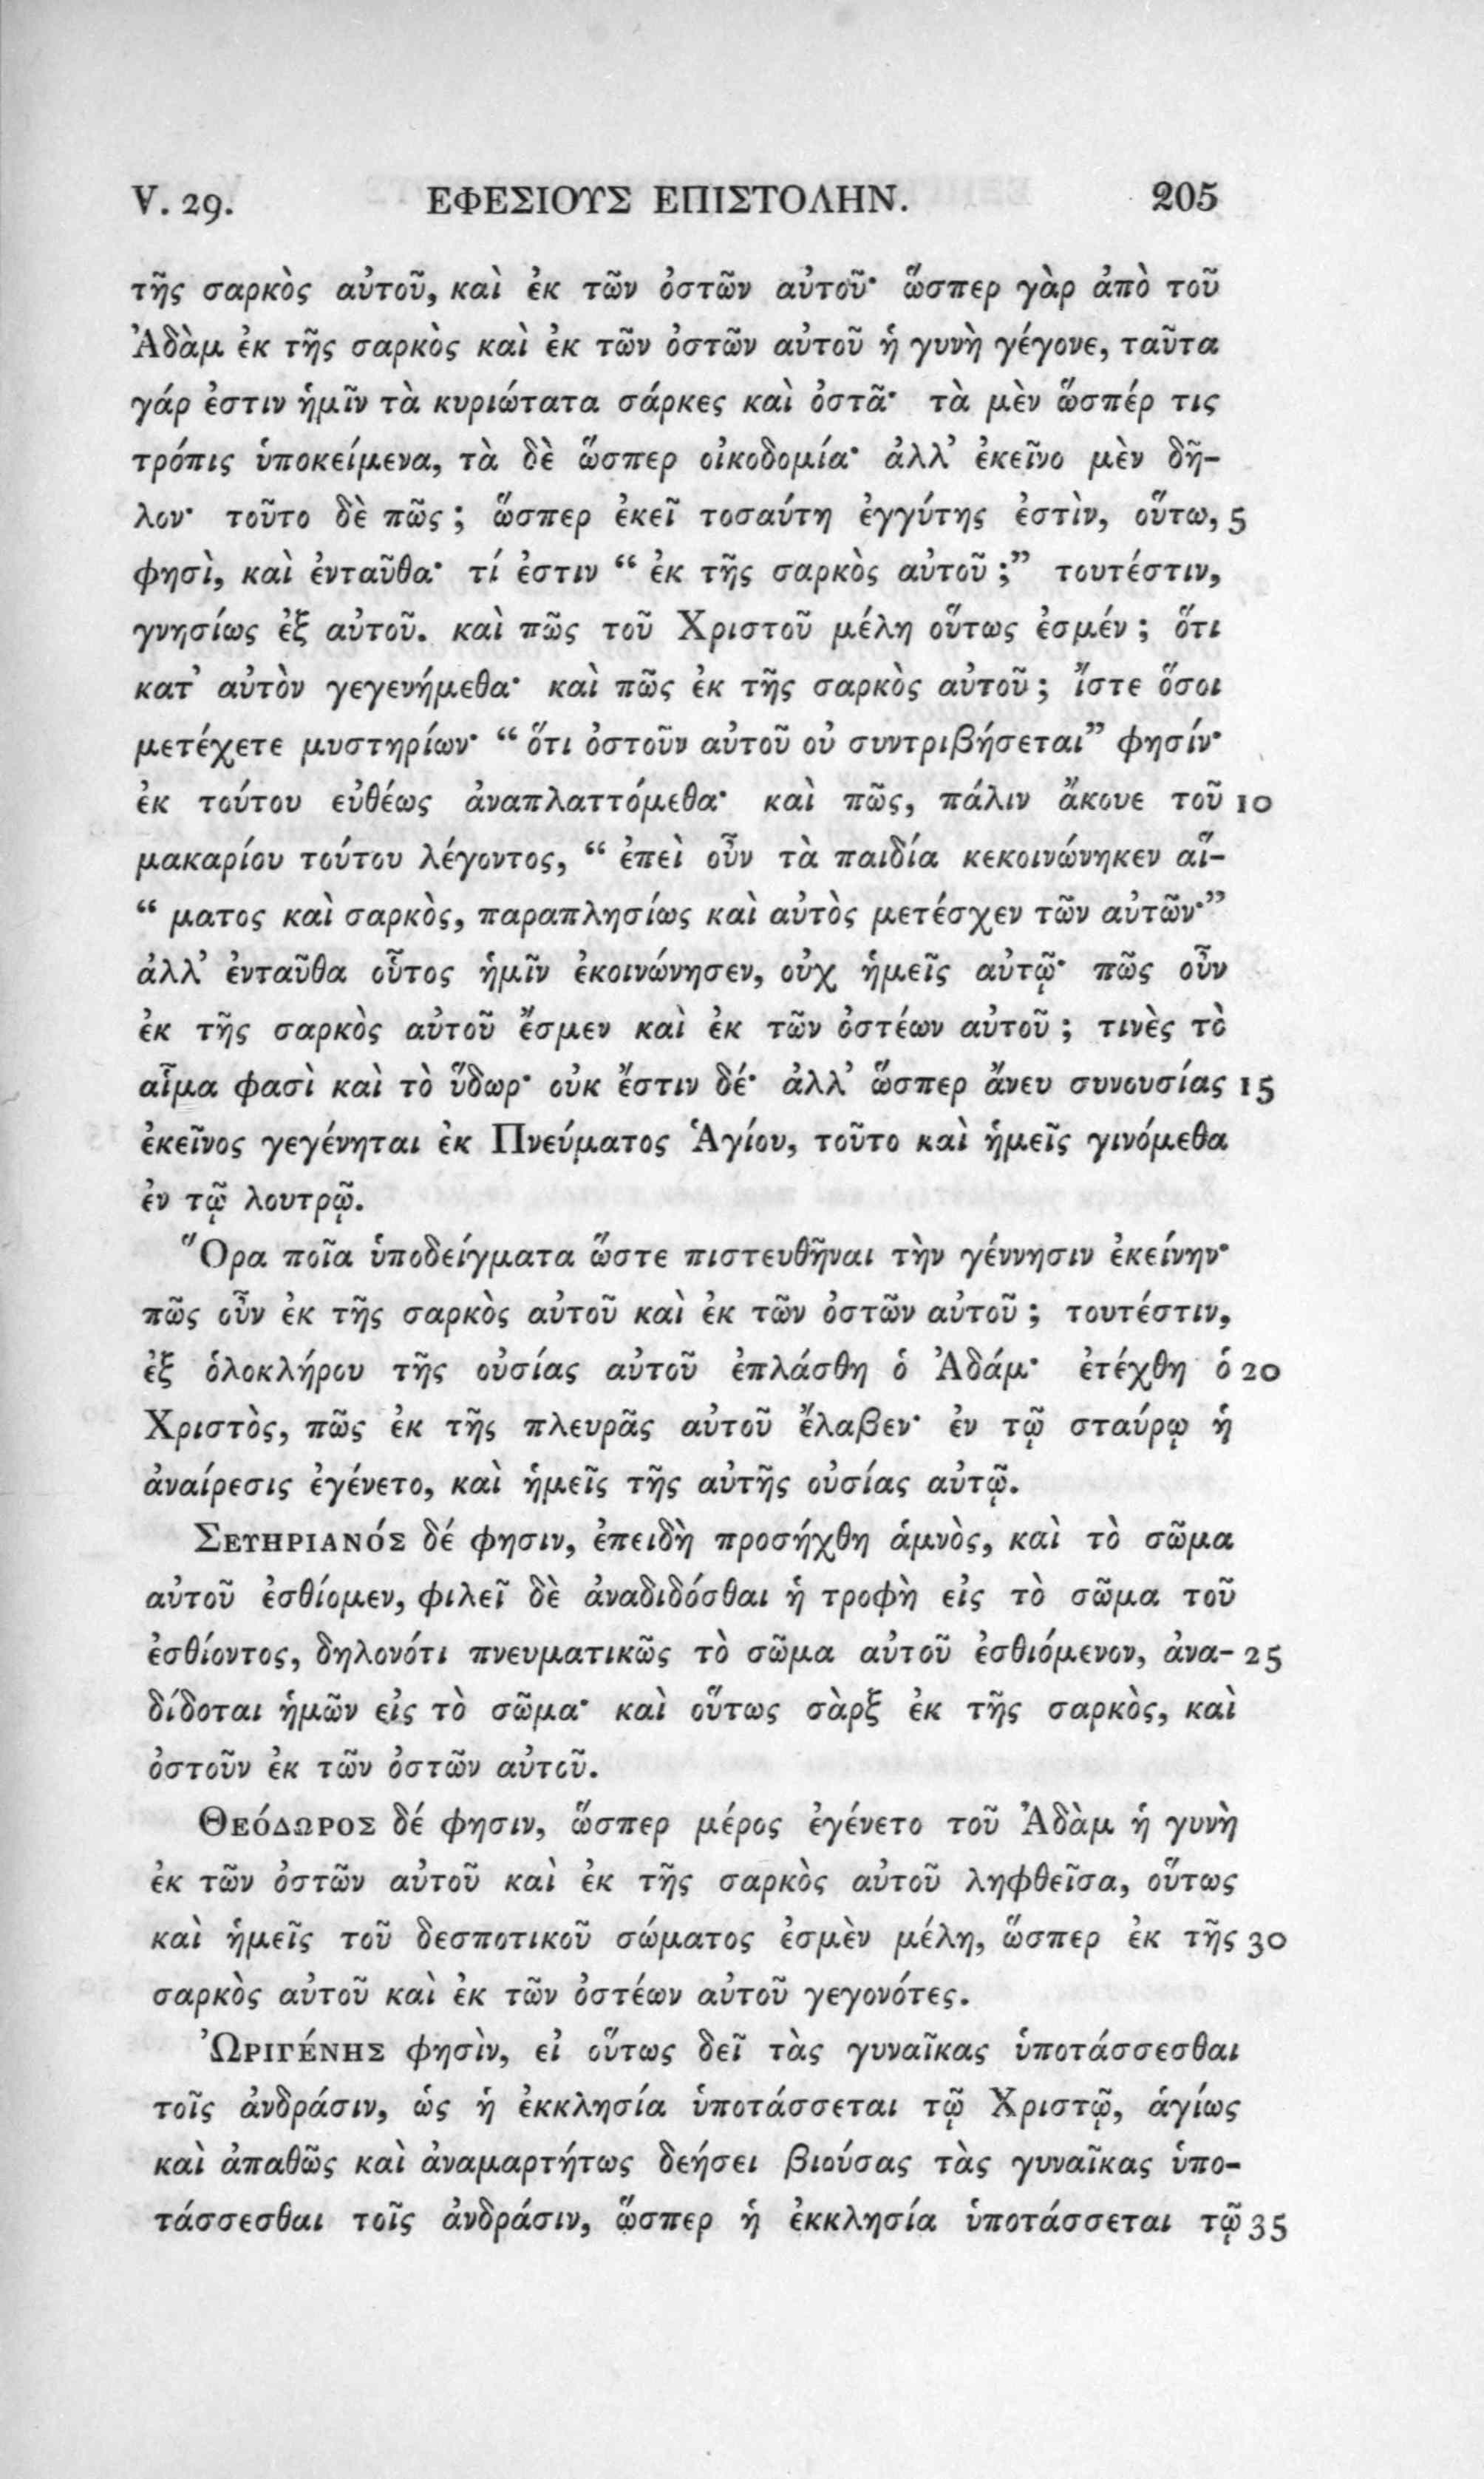 V. 29. ΕΦΕΣΙΟΥΣ ΕΠΙΣΤΟΛΗΝ. 205
τῆς σαρκὸς αὐτοῦ, καὶ ἐκ τῶν ὀστῶν αὐτοῦ· ὥσπερ γὰρ ἀπὸ τοῦ
Ἀδὰμ ἐκ τῆς σαρκὸς καὶ ἐκ τῶν ὀστῶν αὐτοῦ ἡ γυνὴ γέγονε, ταῦτα
γάρ ἐστιν ἡμῖν τὰ κυριώτατα σάρκες καὶ ὀστᾶ· τὰ μὲν ὥσπέρ τις
τρόπις ὑποκείμενα, τὰ δὲ ὥσπερ οἰκοδομία· ἀλλ’ ἐκεῖνο μὲν δῆ-
λον· τοῦτο δὲ πῶς ; ὥσπερ ἐκεῖ τοσαύτη ἐγγύτης ἐστὶν, οὕτω, 5
φησὶ, καὶ ἐνταῦθα· τί ἐστιν “ ἐκ τῆς σαρκὸς αὐτοῦ ;” τουτέστιν,
γνησίως ἐξ αὐτοῦ. καὶ πῶς τοῦ Χριστοῦ μέλη οὕτως ἐσμέν ; ὅτι
κατ’ αὐτὸν γεγενήμεθα· καὶ πῶς ἐκ τῆς σαρκὸς αὐτοῦ ; ἴστε ὅσοι
μετέχετε μυστηρίων· “ ὅτι ὀστοῦν αὐτοῦ οὐ συντριβήσεται” φησίν·
ἐκ τούτου εὐθέως ἀναπλαττόμεθα· καὶ πῶς, πάλιν ἄκουε τοῦ 10
μακαρίου τούτου λέγοντος, “ ἐπεὶ οὖν τὰ παιδία κεκοινώνηκεν αἵ-
“ ματος καὶ σαρκὸς, παραπλησίως καὶ αὐτὸς μετέσχεν τῶν αὐτῶν·”
ἀλλ’ ἐνταῦθα οὗτος ἡμῖν ἐκοινώνησεν, οὐχ ἡμεῖς αὐτῷ· πῶς οὖν
ἐκ τῆς σαρκὸς αὐτοῦ ἔσμεν καὶ ἐκ τῶν ὀστέων αὐτοῦ ; τινὲς τὸ
αἷμα φασὶ καὶ τὸ ὕδωρ· οὐκ ἔστιν δέ· ἀλλ’ ὥσπερ ἄνευ συνουσίας 15
ἐκεῖνος γεγένηται ἐκ Πνεύματος Ἁγίου, τοῦτο καὶ ἡμεῖς γινόμεθα
ἐν τῷ λουτρῷ.
Ὅρα ποῖα ὑποδείγματα ὥστε πιστευθῆναι τὴν γέννησιν ἐκείνην·
πῶς οὖν ἐκ τῆς σαρκὸς αὐτοῦ καὶ ἐκ τῶν ὀστῶν αὐτοῦ ; τουτέστιν,
ἐξ ὁλοκλήρου τῆς οὐσίας αὐτοῦ ἐπλάσθη ὁ Ἀδάμ· ἐτέχθη ὁ 20
Χριστὸς, πῶς ἐκ τῆς πλευρᾶς αὐτοῦ ἔλαβεν· ἐν τῷ σταύρῳ ἡ
ἀναίρεσις ἐγένετο, καὶ ἡμεῖς τῆς αὐτῆς οὐσίας αὐτῷ.
Σετηριανός δέ φησιν, ἐπειδὴ προσήχθη ἁμνὸς, καὶ τὸ σῶμα
αὐτοῦ ἐσθίομεν, φιλεῖ δὲ ἀναδιδόσθαι ἡ τροφὴ εἰς τὸ σῶμα τοῦ
ἐσθίοντος, δηλονότι πνευματικῶς τὸ σῶμα αὐτοῦ ἐσθιόμενον, ἀνα- 25
δίδοται ἡμῶν εἰς τὸ σῶμα· καὶ οὕτως σὰρξ ἐκ τῆς σαρκὸς, καὶ
ὀστοῦν ἐκ τῶν ὀστῶν αὐτοῦ.
Θεόδωρος δέ φησιν, ὥσπερ μέρος ἐγένετο τοῦ Ἀδὰμ ἡ γυνὴ
ἐκ τῶν ὀστῶν αὐτοῦ καὶ ἐκ τῆς σαρκὸς αὐτοῦ ληφθεῖσα, οὕτως
καὶ ἡμεῖς τοῦ δεσποτικοῦ σώματος ἐσμὲν μέλη, ὥσπερ ἐκ τῆς 30
σαρκὸς αὐτοῦ καὶ ἐκ τῶν ὀστέων αὐτοῦ γεγονότες.
Ὠριγένης φησὶν, εἰ οὕτως δεῖ τὰς γυναῖκας ὑποτάσσεσθαι
τοῖς ἀνδράσιν, ὡς ἡ ἐκκλησία ὑποτάσσεται τῷ Χριστῷ, ἁγίως
καὶ ἀπαθῶς καὶ ἀναμαρτήτως δεήσει βιούσας τὰς γυναῖκας ὑπο-
τάσσεσθαι τοῖς ἀνδράσιν, ᾥσπερ ἡ ἐκκλησία ὑποτάσσεται τῷ 35